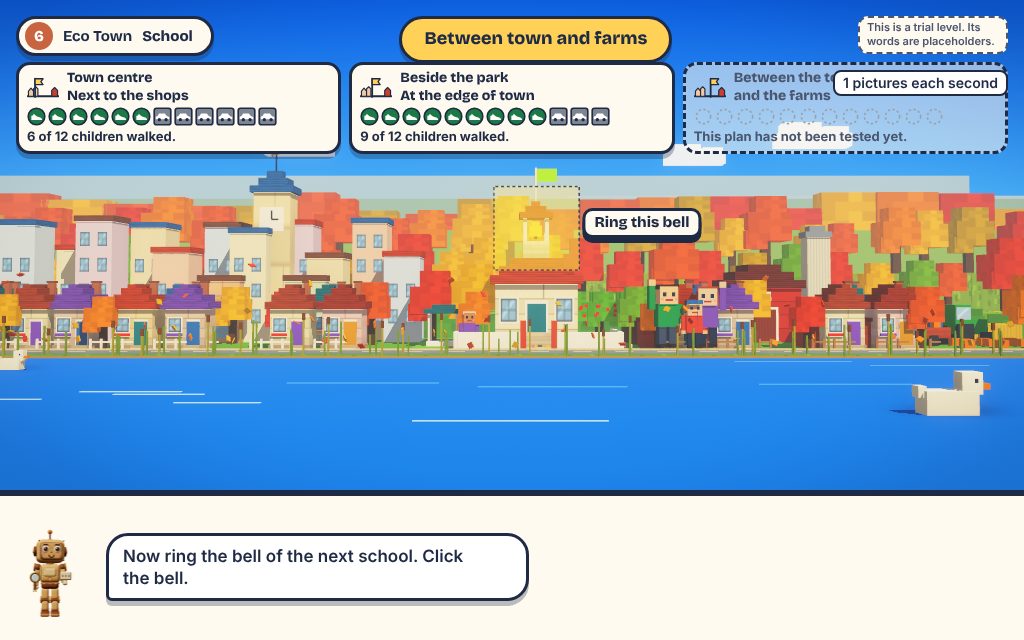 6 Eco Town School
Between town and farms
This is a trial level. Its
words are placeholders.
Town centre
Next to the shops
6 of 12 children walked.
Beside the park
At the edge of town
9 of 12 children walked.
Between the
and the farms
This plan has not been tested yet.
1 pictures each second
Ring this bell
Now ring the bell of the next school. Click
the bell.